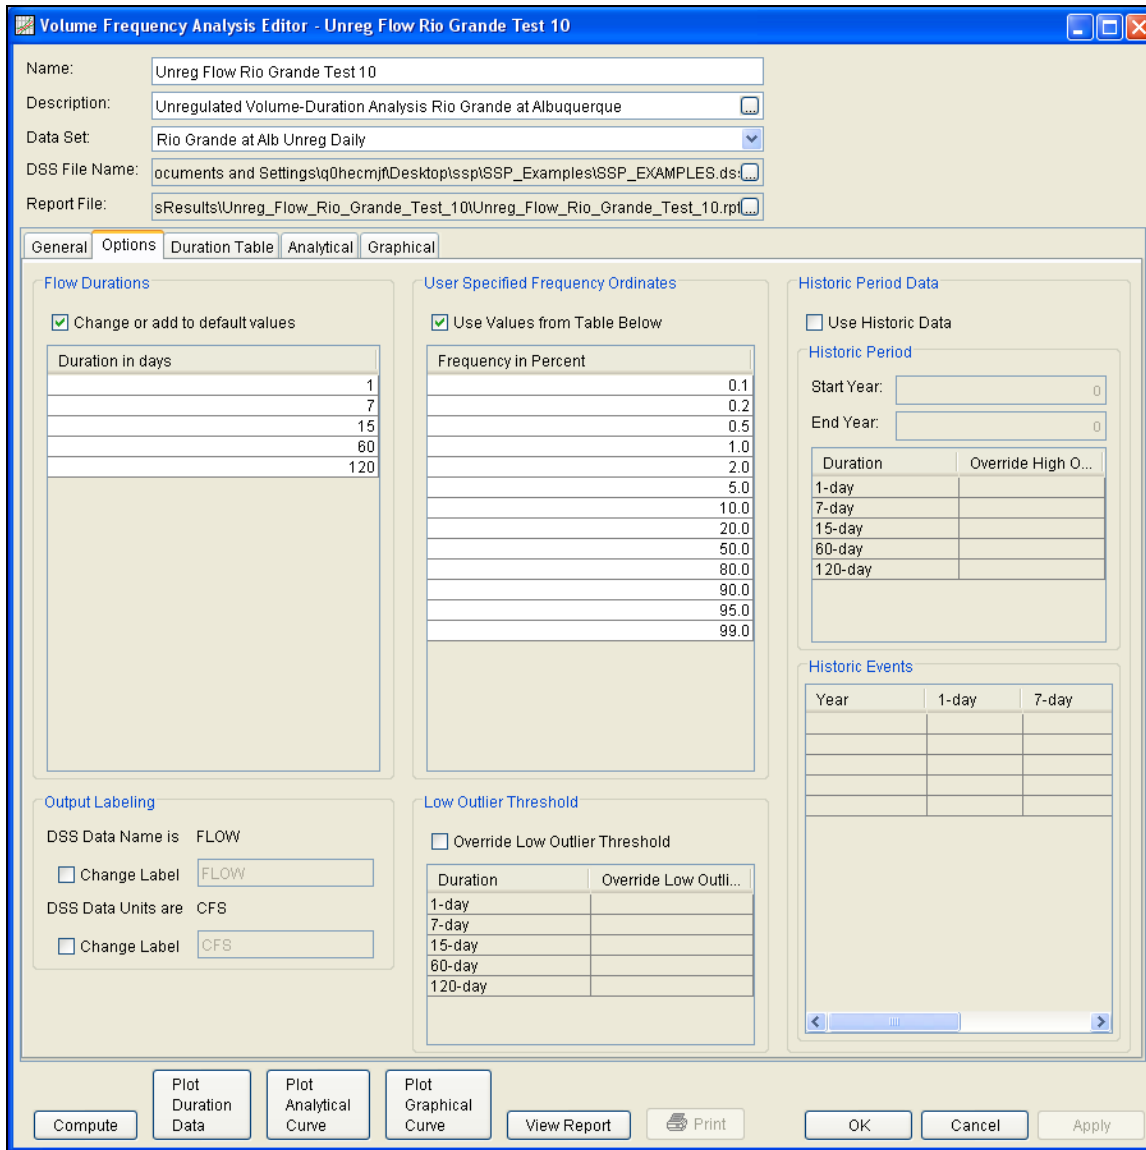 Volume Frequency Analysis Editor - Unreg Flow Rio Grande Test 10
Name: Unreg Flow Rio Grande Test 10
Description: Unregulated Volume-Duration Analysis Rio Grande at Albuquerque ...
Data Set: Rio Grande at Alb Unreg Daily
DSS File Name: ocuments and Settings\q0hecmjf\Desktop\ssp\SSP_Examples\SSP_EXAMPLES.dss ...
Report File: sResults\Unreg_Flow_Rio_Grande_Test_10\Unreg_Flow_Rio_Grande_Test_10.rpt ...
General Options Duration Table Analytical Graphical
Flow Durations
Change or add to default values
Duration in days
1
7
15
60
120
Output Labeling
DSS Data Name is FLOW
Change Label FLOW
DSS Data Units are CFS
Change Label CFS
User Specified Frequency Ordinates
Use Values from Table Below
Frequency in Percent
0.1
0.2
0.5
1.0
2.0
5.0
10.0
20.0
50.0
80.0
90.0
95.0
99.0
Low Outlier Threshold
Override Low Outlier Threshold
Duration Override Low Outli...
1-day
7-day
15-day
60-day
120-day
Historic Period Data
Use Historic Data
Historic Period
Start Year: 0
End Year: 0
Duration Override High O...
1-day
7-day
15-day
60-day
120-day
Historic Events
Year 1-day 7-day
Compute
Plot
Duration
Data
Plot
Analytical
Curve
Plot
Graphical
Curve
View Report
Print
OK
Cancel
Apply